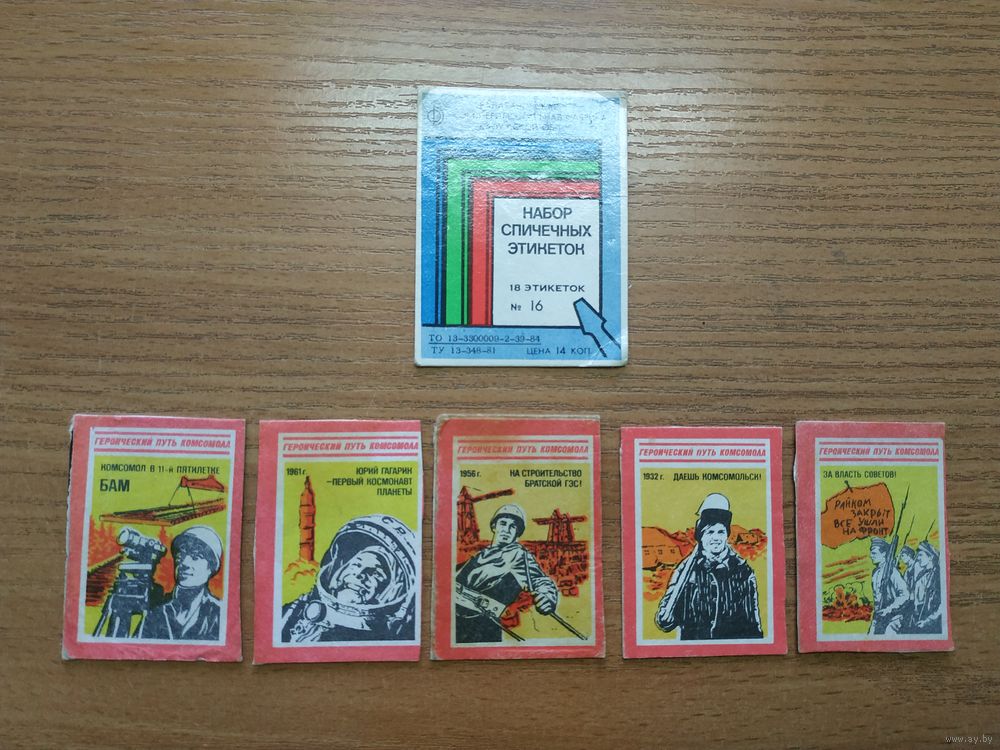 НАБОР
СПИЧЕЧНЫХ
ЭТИКЕТОК
18 ЭТИКЕТОК
№ 16
ТО 13-3300009-2-39-84
ТУ 13-348-81 ЦЕНА 14 КОП.
ГЕРОИЧЕСКИЙ ПУТЬ КОМСОМОЛА
КОМСОМОЛ В 11-й ПЯТИЛЕТКЕ
БАМ
ГЕРОИЧЕСКИЙ ПУТЬ КОМСОМОЛА
1961 г. ЮРИЙ ГАГАРИН
–ПЕРВЫЙ КОСМОНАВТ
ПЛАНЕТЫ
ГЕРОИЧЕСКИЙ ПУТЬ КОМСОМОЛА
1956 г. НА СТРОИТЕЛЬСТВО
БРАТСКОЙ ГЭС!
ГЕРОИЧЕСКИЙ ПУТЬ КОМСОМОЛА
1932 г. ДАЕШЬ КОМСОМОЛЬСК!
ГЕРОИЧЕСКИЙ ПУТЬ КОМСОМОЛА
ЗА ВЛАСТЬ СОВЕТОВ!
РАЙКОМ
ЗАКРЫТ
ВСЕ УШЛИ
НА ФРОНТ
www.ay.by